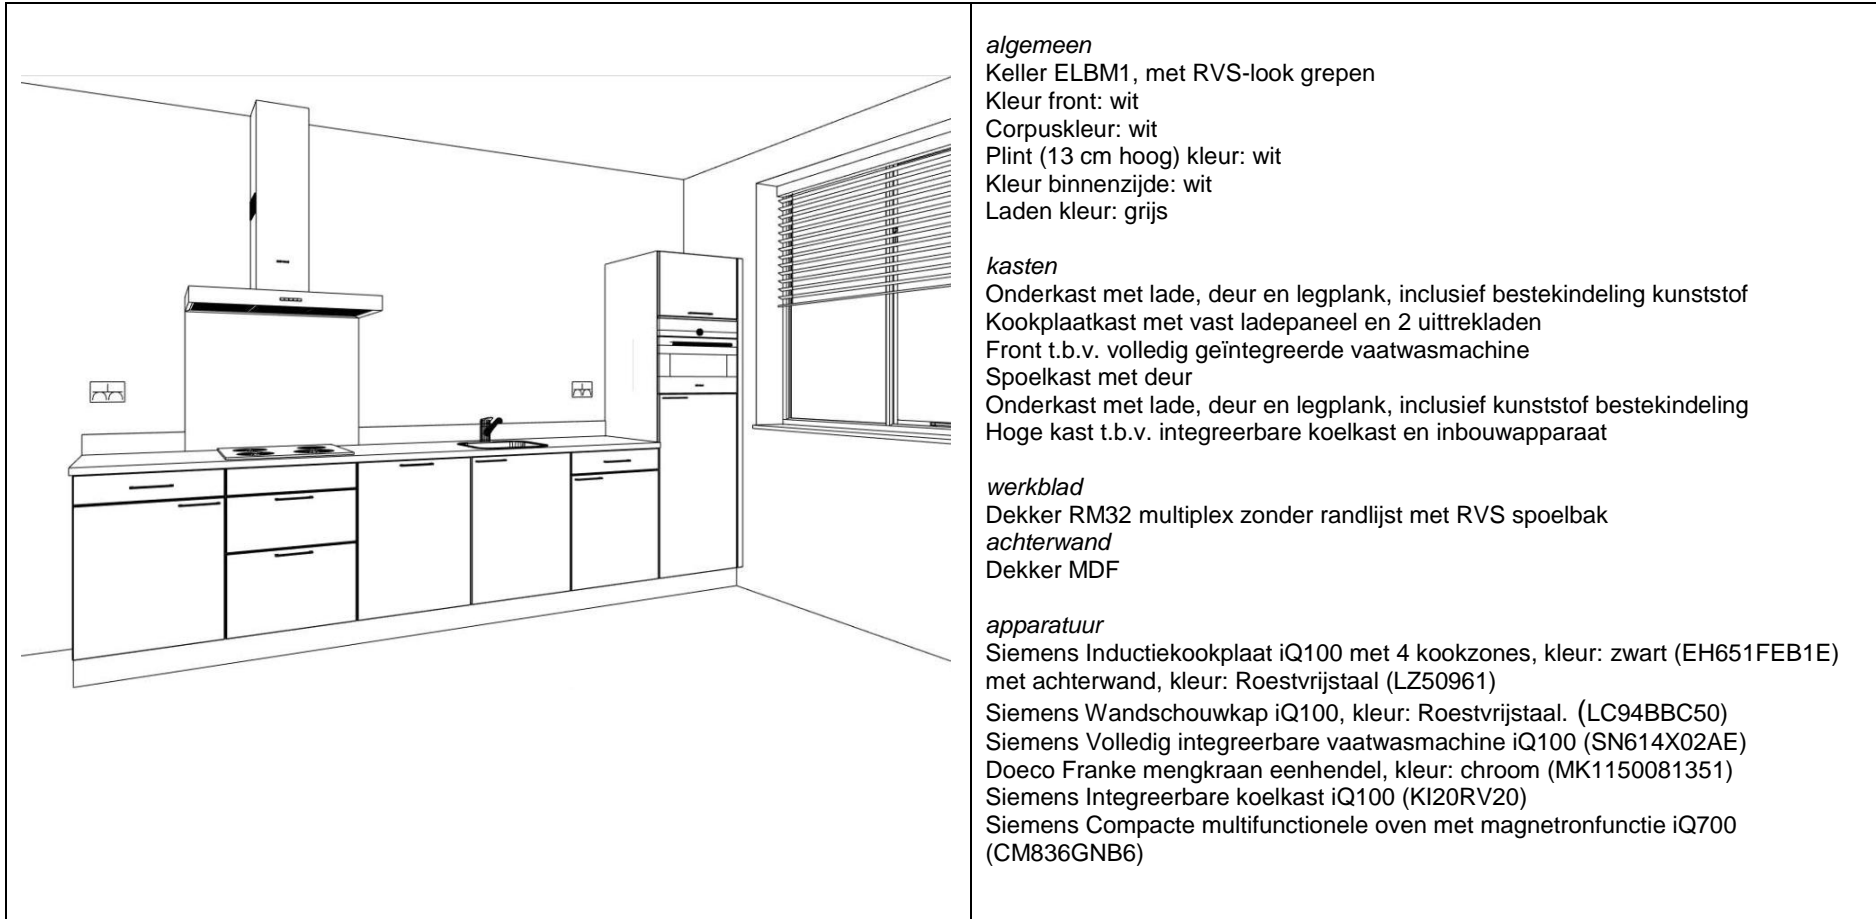 algemeen
Keller ELBM1, met RVS-look grepen
Kleur front: wit
Corpuskleur: wit
Plint (13 cm hoog) kleur: wit
Kleur binnenzijde: wit
Laden kleur: grijs
kasten
Onderkast met lade, deur en legplank, inclusief bestekindeling kunststof
Kookplaatkast met vast ladepaneel en 2 uittrekladen
Front t.b.v. volledig geïntegreerde vaatwasmachine
Spoelkast met deur
Onderkast met lade, deur en legplank, inclusief kunststof bestekindeling
Hoge kast t.b.v. integreerbare koelkast en inbouwapparaat
werkblad
Dekker RM32 multiplex zonder randlijst met RVS spoelbak
achterwand
Dekker MDF
apparatuur
Siemens Inductiekookplaat iQ100 met 4 kookzones, kleur: zwart (EH651FEB1E)
met achterwand, kleur: Roestvrijstaal (LZ50961)
Siemens Wandschouwkap iQ100, kleur: Roestvrijstaal. (LC94BBC50)
Siemens Volledig integreerbare vaatwasmachine iQ100 (SN614X02AE)
Doeco Franke mengkraan eenhendel, kleur: chroom (MK1150081351)
Siemens Integreerbare koelkast iQ100 (KI20RV20)
Siemens Compacte multifunctionele oven met magnetronfunctie iQ700
(CM836GNB6)